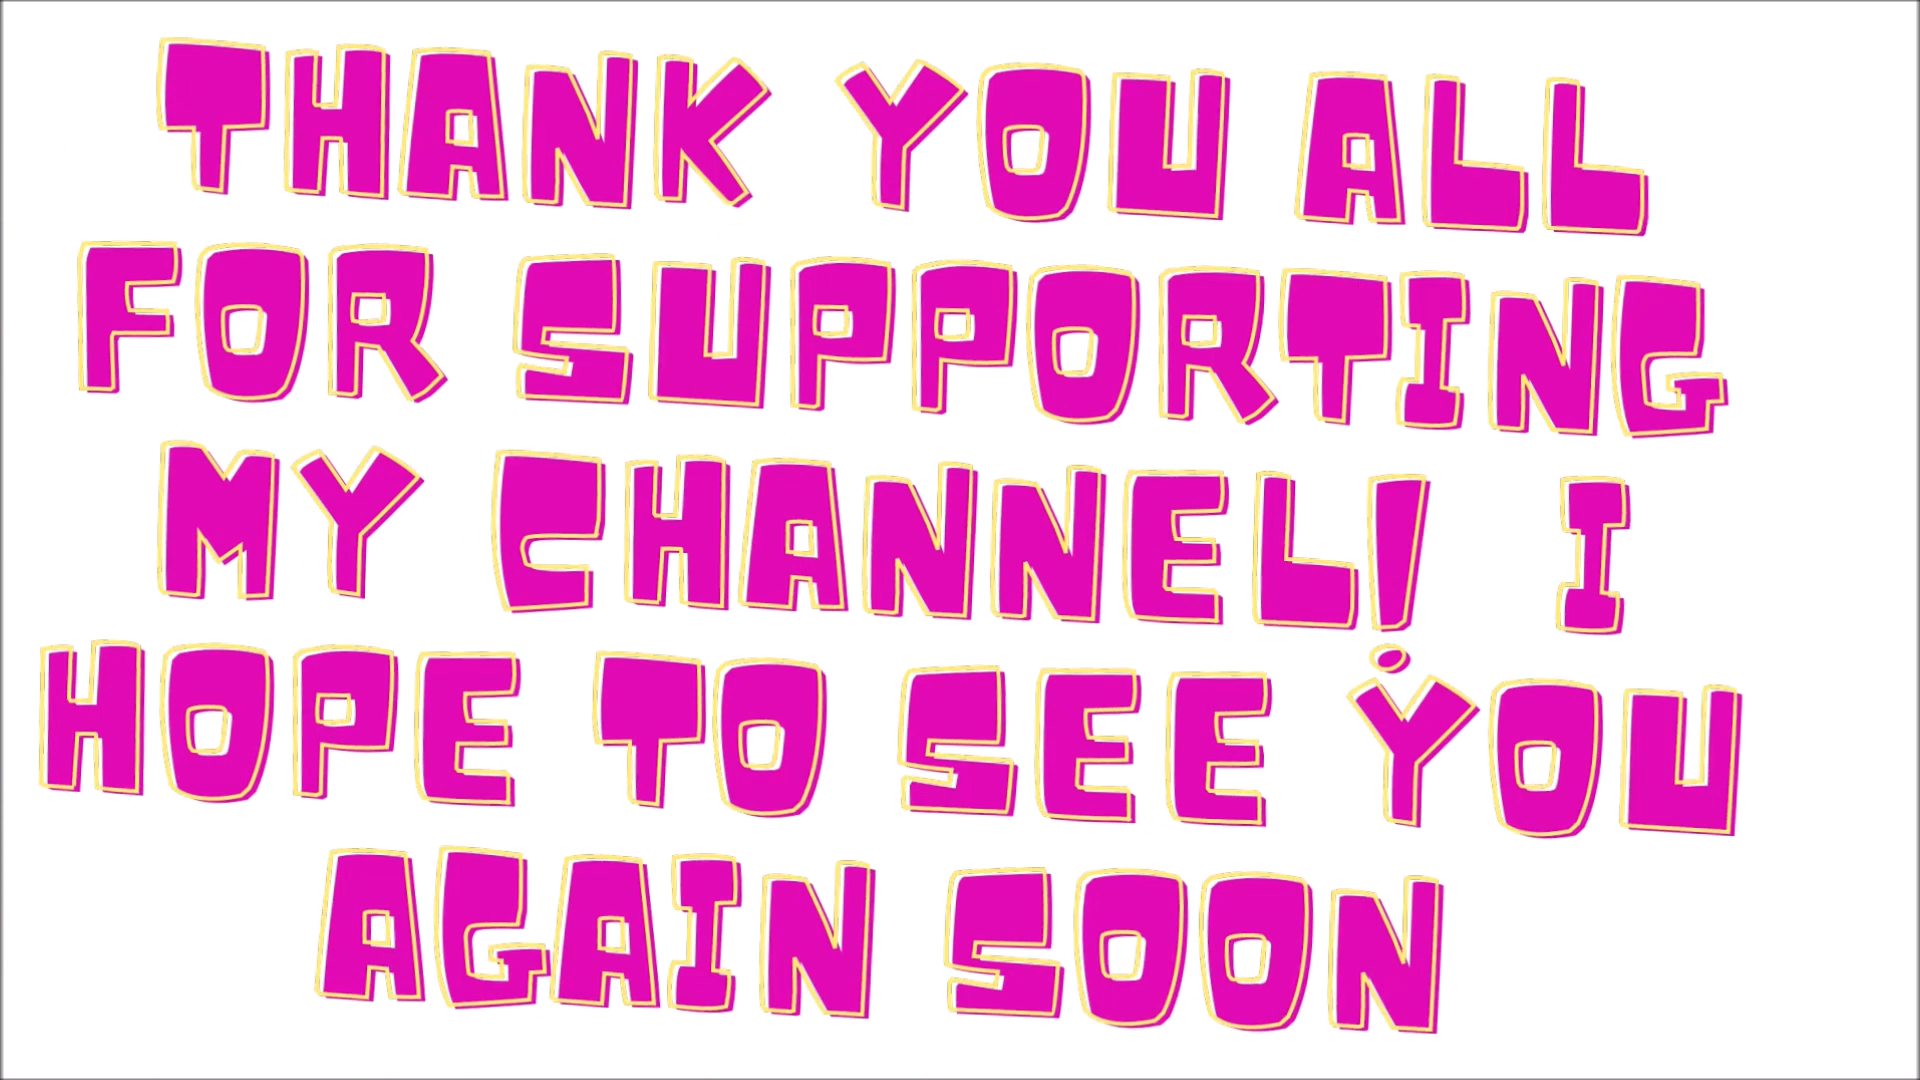 THANK YOU ALL
FOR SUPPORTING
MY CHANNEL! I
HOPE TO SEE YOU
AGAIN SOON